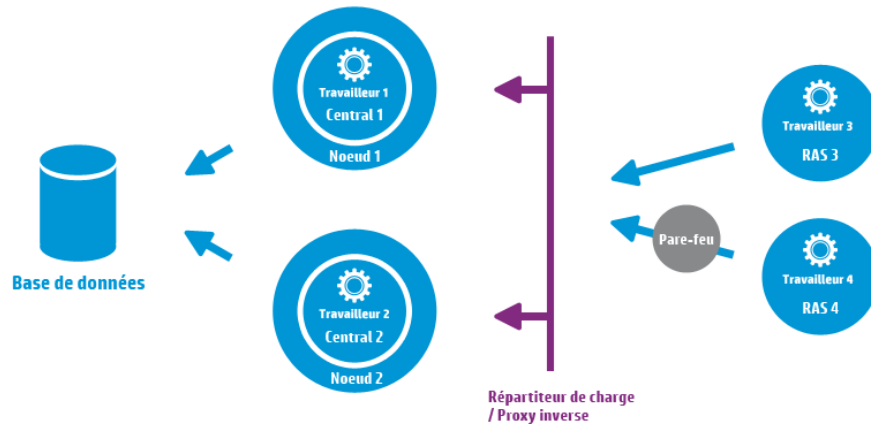 Travailleur 1
Central 1
Noeud 1
Travailleur 3
RAS 3
Pare-feu
Base de données
Travailleur 2
Central 2
Noeud 2
Travailleur 4
RAS 4
Répartiteur de charge
/ Proxy inverse